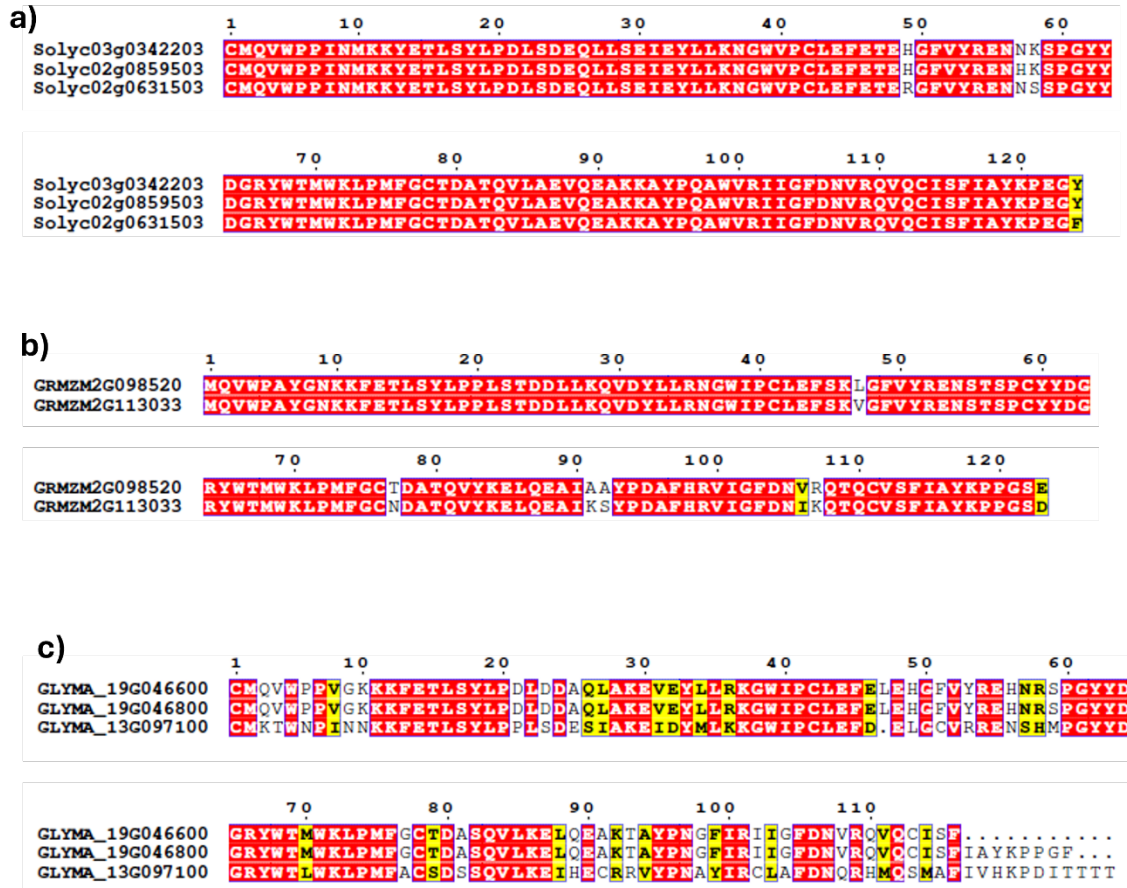 a)
1 10 20 30 40 50 60
Solyc03g0342203 CMQVWPPINMKKYETLSYLPDLSDEQLLSEIEYLLKNGWVPCLEFETEHGFVYRENNKSPGYY
Solyc02g0859503 CMQVWPPINMKKYETLSYLPDLSDEQLLSEIEYLLKNGWVPCLEFETEHGFVYRENHKSPGYY
Solyc02g0631503 CMQVWPPINMKKYETLSYLPDLSDEQLLSEIEYLLKNGWVPCLEFETERGFVYRENNSSPGYY
70 80 90 100 110 120
Solyc03g0342203 DGRYWTMWKLPMFGCTDATQVLAEVQEAKKAYPQAWVRIIGFDNVRQVQCISFIAYKPEGY
Solyc02g0859503 DGRYWTMWKLPMFGCTDATQVLAEVQEAKKAYPQAWVRIIGFDNVRQVQCISFIAYKPEGY
Solyc02g0631503 DGRYWTMWKLPMFGCTDATQVLAEVQEAKKAYPQAWVRIIGFDNVRQVQCISFIAYKPEGF
b)
1 10 20 30 40 50 60
GRMZM2G098520 MQVWPAYGNKKFETLSYLPPLSTDDLLKQVDYLLRNGWIPCLEFSKLGFVYRENSTSPCYYDG
GRMZM2G113033 MQVWPAYGNKKFETLSYLPPLSTDDLLKQVDYLLRNGWIPCLEFSKVGFVYRENSTSPCYYDG
70 80 90 100 110 120
GRMZM2G098520 RYWTMWKLPMFGCTDATQVYKELQEAIAAYPDAFHRVIGFDNVRQTQCVSFIAYKPPGSE
GRMZM2G113033 RYWTMWKLPMFGCNDATQVYKELQEAIKSYPDAFHRVIGFDNIKQTQCVSFIAYKPPGSD
c)
1 10 20 30 40 50 60
GLYMA_19G046600 CMQVWPPVGKKKFETLSYLPDLDDAQLAKEVEYLLRKGWIPCLEFELEHGFVYREHNRSPGYYD
GLYMA_19G046800 CMQVWPPVGKKKFETLSYLPDLDDAQLAKEVEYLLRKGWIPCLEFELEHGFVYREHNRSPGYYD
GLYMA_13G097100 CMKTWNPINNKKFETLSYLPPLSDESIAKEIDYMLKKGWIPCLEFD.ELGCVRRENSHMPGYYD
70 80 90 100 110
GLYMA_19G046600 GRYWTMWKLPMFGCTDASQVLKELQEAKTAYPNGFIRIIGFDNVRQVQCISF...........
GLYMA_19G046800 GRYWTMWKLPMFGCTDASQVLKELQEAKTAYPNGFIRIIGFDNVRQVQCISFIAYKPPGF...
GLYMA_13G097100 GRYWTLWKLPMFACSDSSQVLKEIHECRRVYPNAYIRCLAFDNQRHMQSMAFIVHKPDITTTT